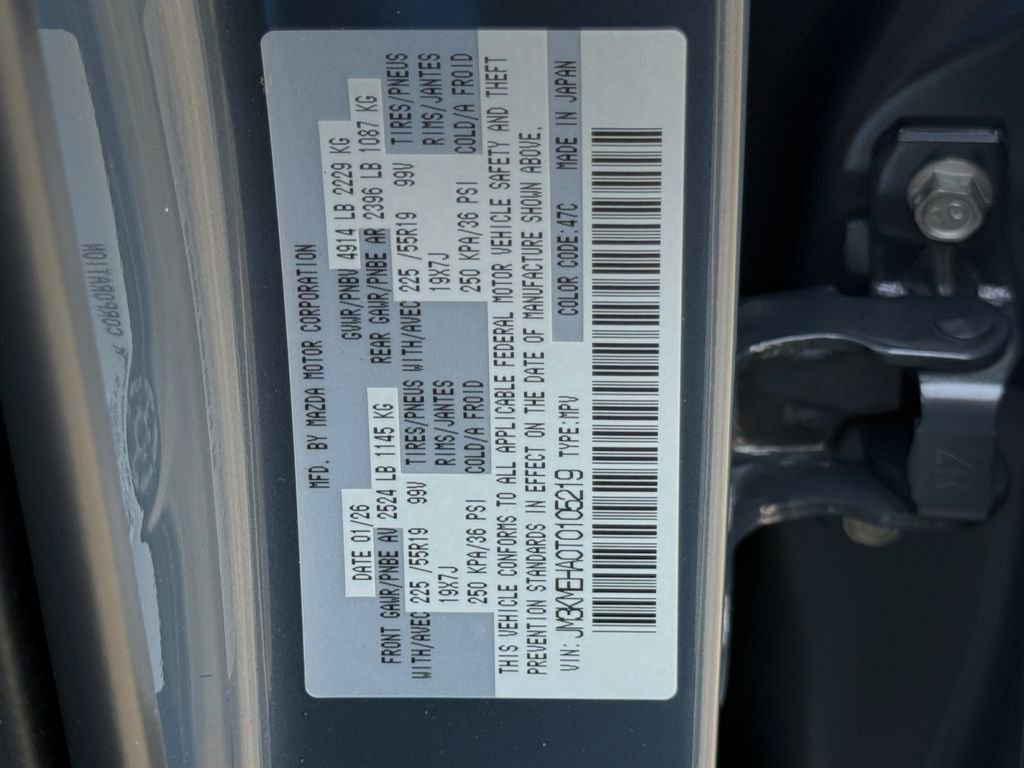 MFD. BY MAZDA MOTOR CORPORATION
DATE 01/26 GVWR/PNBV 4914 LB 2229 KG
FRONT GAWR/PNBE AV 2524 LB 1145 KG REAR GAWR/PNBE AR 2396 LB 1087 KG
WITH/AVEC 225 /55R19 99V TIRES/PNEUS WITH/AVEC 225 /55R19 99V TIRES/PNEUS
19X7J RIMS/JANTES 19X7J RIMS/JANTES
250 KPA/36 PSI COLD/A FROID 250 KPA/36 PSI COLD/A FROID
THIS VEHICLE CONFORMS TO ALL APPLICABLE FEDERAL MOTOR VEHICLE SAFETY AND THEFT
PREVENTION STANDARDS IN EFFECT ON THE DATE OF MANUFACTURE SHOWN ABOVE.
VIN: JM3KMEHA0T0105219 TYPE:MPV COLOR CODE:47C MADE IN JAPAN